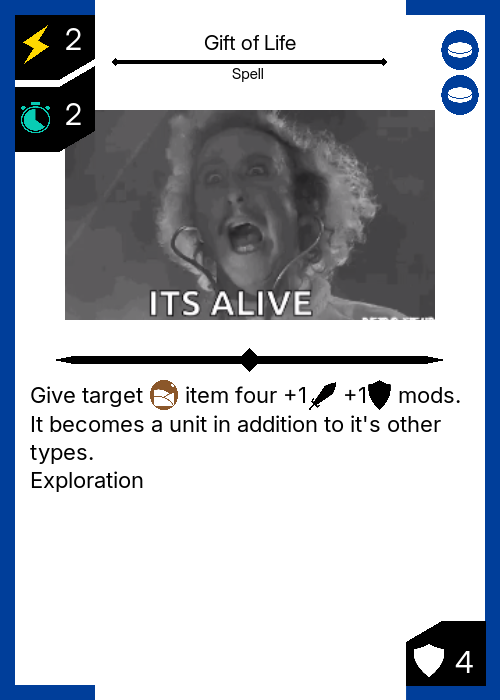 2
Gift of Life
Spell
2
ITS ALIVE
Give target item four +1 +1 mods.
It becomes a unit in addition to it's other
types.
Exploration
4